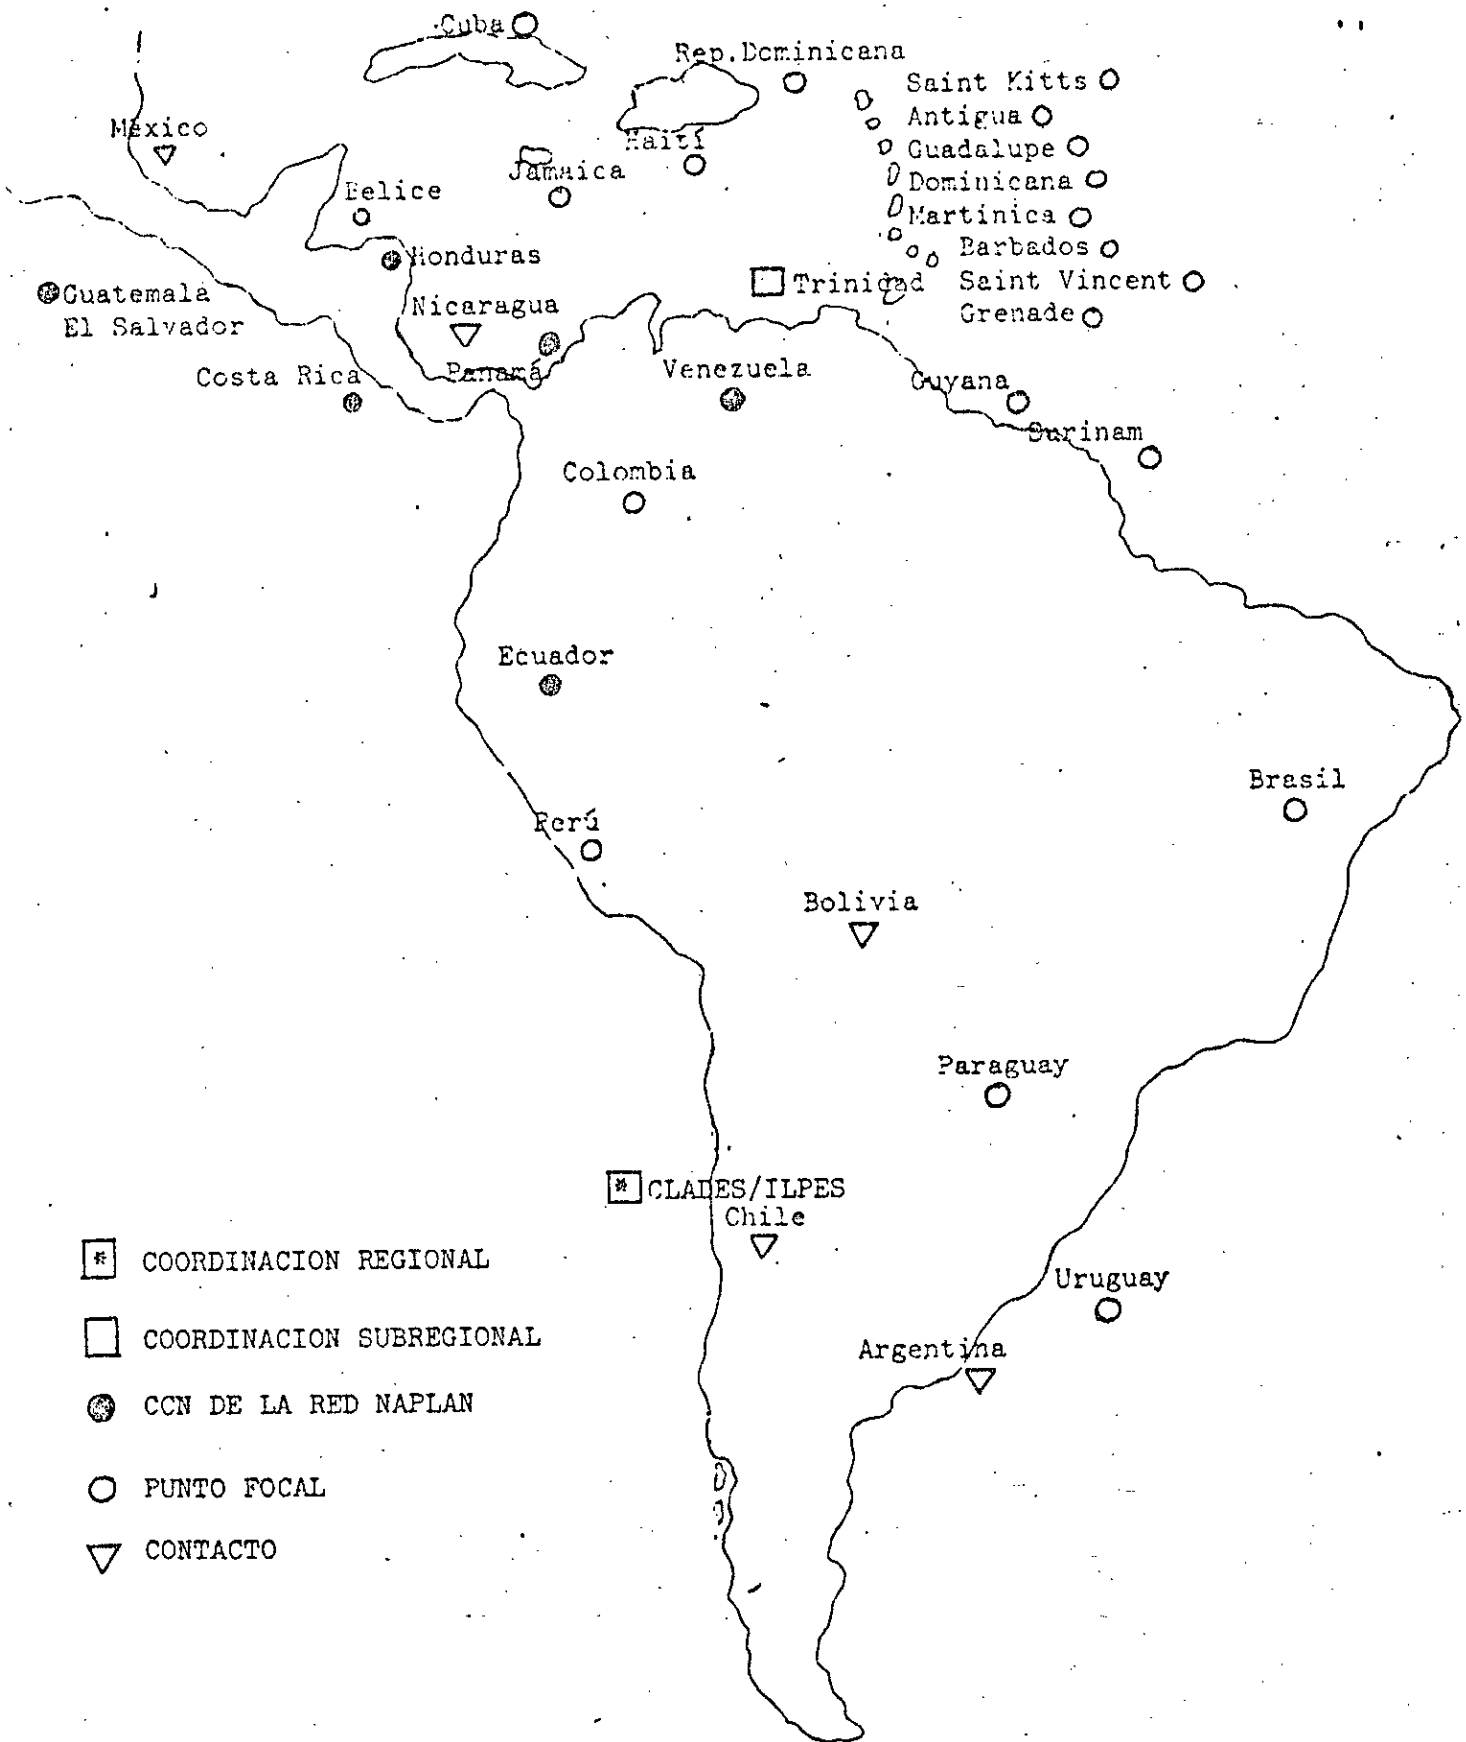 Cuba
Rep.Dominicana
Saint Kitts
Antigua
México
Haití
Guadalupe
Jamaica
Belice
Dominicana
Martínica
Barbados
Honduras
Trinidad
Saint Vincent
Guatemala
Nicaragua
Grenade
El Salvador
Costa Rica
Panamá
Venezuela
Guyana
Surinam
Colombia
Ecuador
Brasil
Perú
Bolivia
Paraguay
CLADES/ILPES
Chile
COORDINACION REGIONAL
Uruguay
COORDINACION SUBREGIONAL
Argentina
CCN DE LA RED NAPLAN
PUNTO FOCAL
CONTACTO